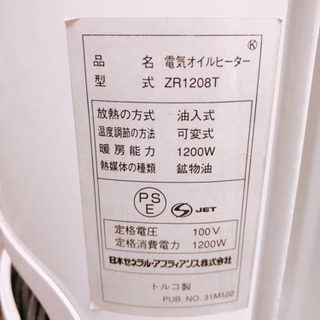 Ⓚ
品 名 電気オイルヒーター
型 式 ZR1208T
放熱の方式 油入式
温度調節の方法 可変式
暖房能力 1200W
熱媒体の種類 鉱物油
PS
E
S JET
定格電圧 100V
定格消費電力 1200W
日本ゼネラル・アプライアンス株式会社
トルコ製
PUB. NO. 31M102